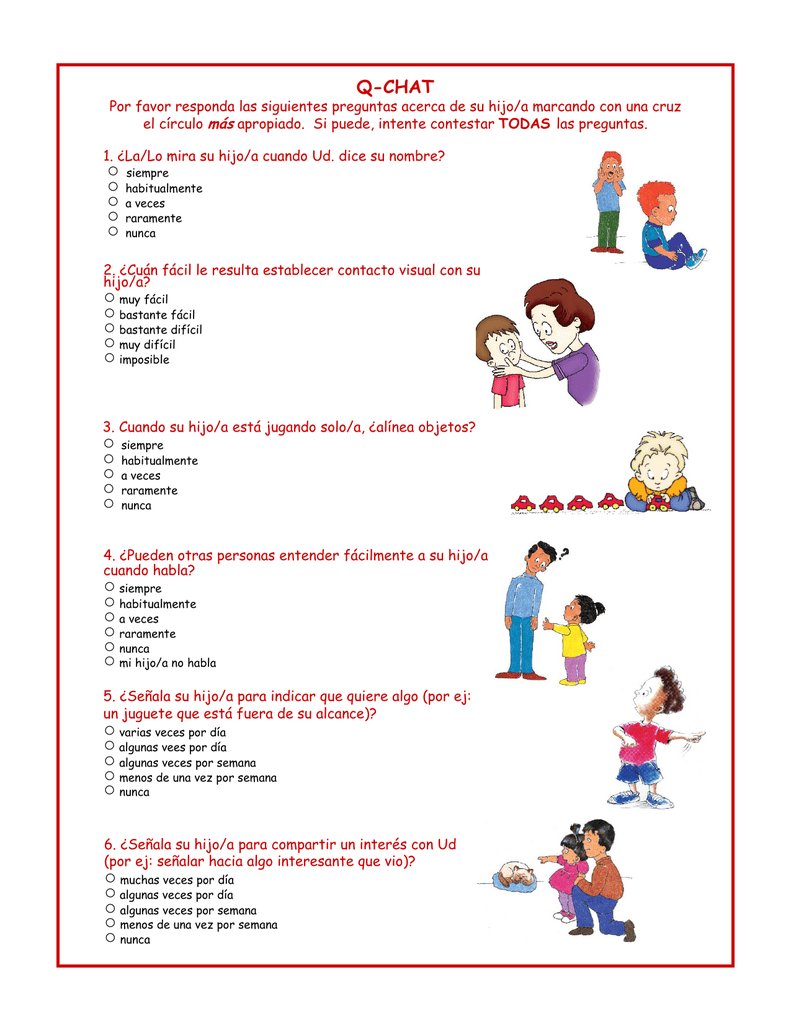 Q-CHAT
Por favor responda las siguientes preguntas acerca de su hijo/a marcando con una cruz
el círculo más apropiado. Si puede, intente contestar TODAS las preguntas.
1. ¿La/Lo mira su hijo/a cuando Ud. dice su nombre?
siempre
habitualmente
a veces
raramente
nunca
2. ¿Cuán fácil le resulta establecer contacto visual con su
hijo/a?
muy fácil
bastante fácil
bastante difícil
muy difícil
imposible
3. Cuando su hijo/a está jugando solo/a, ¿alínea objetos?
siempre
habitualmente
a veces
raramente
nunca
4. ¿Pueden otras personas entender fácilmente a su hijo/a
cuando habla?
siempre
habitualmente
a veces
raramente
nunca
mi hijo/a no habla
?
5. ¿Señala su hijo/a para indicar que quiere algo (por ej:
un juguete que está fuera de su alcance)?
varias veces por día
algunas vees por día
algunas veces por semana
menos de una vez por semana
nunca
6. ¿Señala su hijo/a para compartir un interés con Ud
(por ej: señalar hacia algo interesante que vio)?
muchas veces por día
algunas veces por día
algunas veces por semana
menos de una vez por semana
nunca